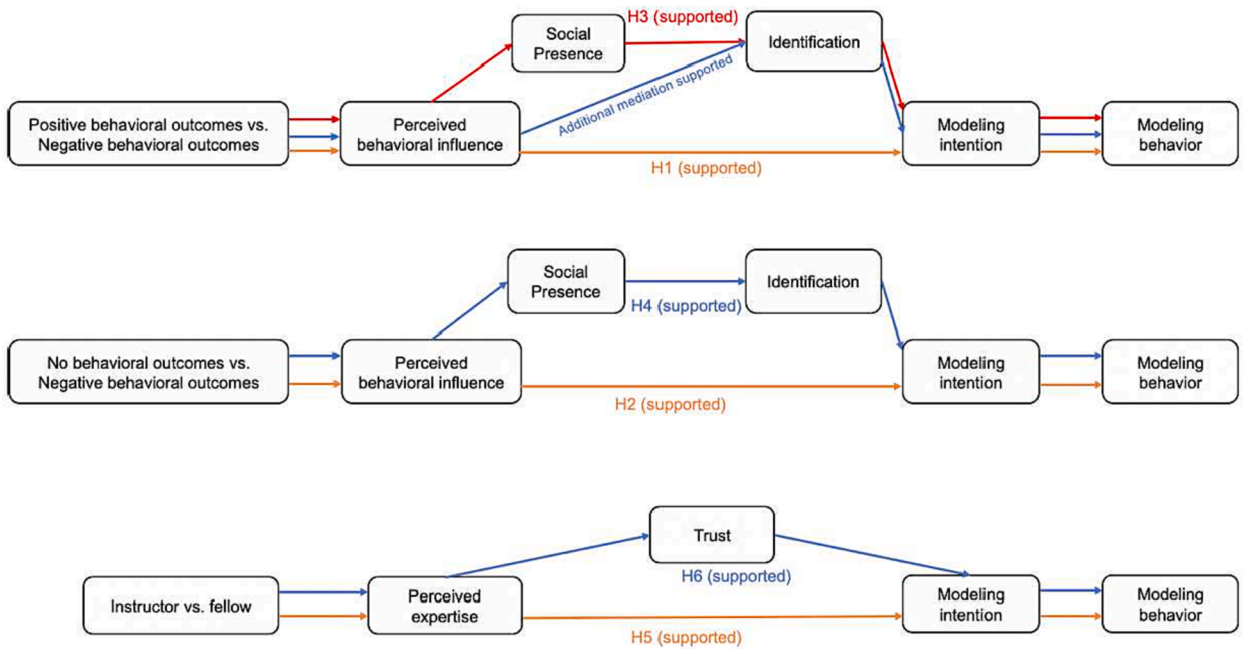 H3 (supported)
Social
Presence
Identification
Additional mediation supported
Positive behavioral outcomes vs.
Negative behavioral outcomes
Perceived
behavioral influence
Modeling
intention
Modeling
behavior
H1 (supported)
Social
Presence
Identification
H4 (supported)
No behavioral outcomes vs.
Negative behavioral outcomes
Perceived
behavioral influence
Modeling
intention
Modeling
behavior
H2 (supported)
Trust
H6 (supported)
Instructor vs. fellow
Perceived
expertise
Modeling
intention
Modeling
behavior
H5 (supported)